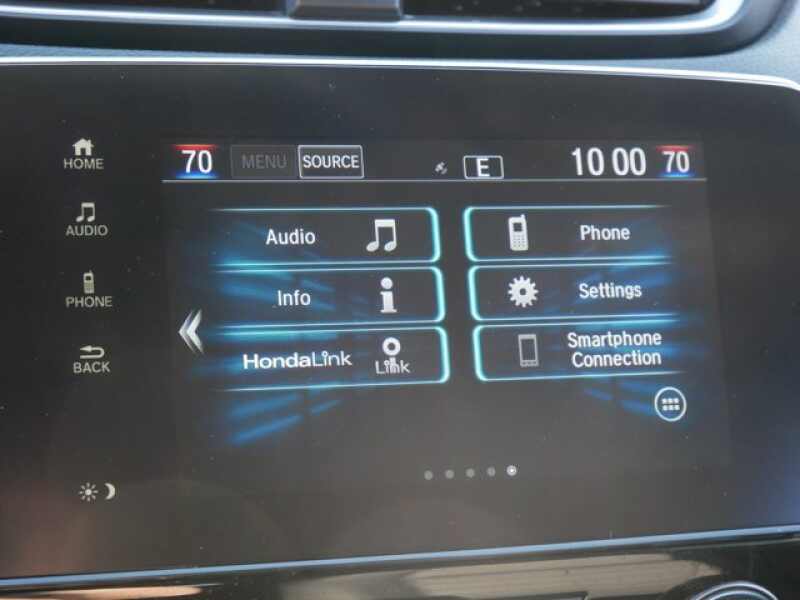 HOME
AUDIO
PHONE
BACK
70 MENU SOURCE E 10 00 70
Audio
Phone
Info
Settings
HondaLink Link
Smartphone
Connection